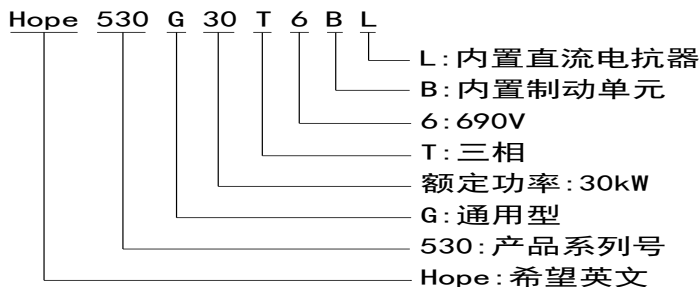 Hope 530 G 30 T 6 B L
L:内置直流电抗器
B:内置制动单元
6:690V
T:三相
额定功率:30kW
G:通用型
530:产品系列号
Hope:希望英文